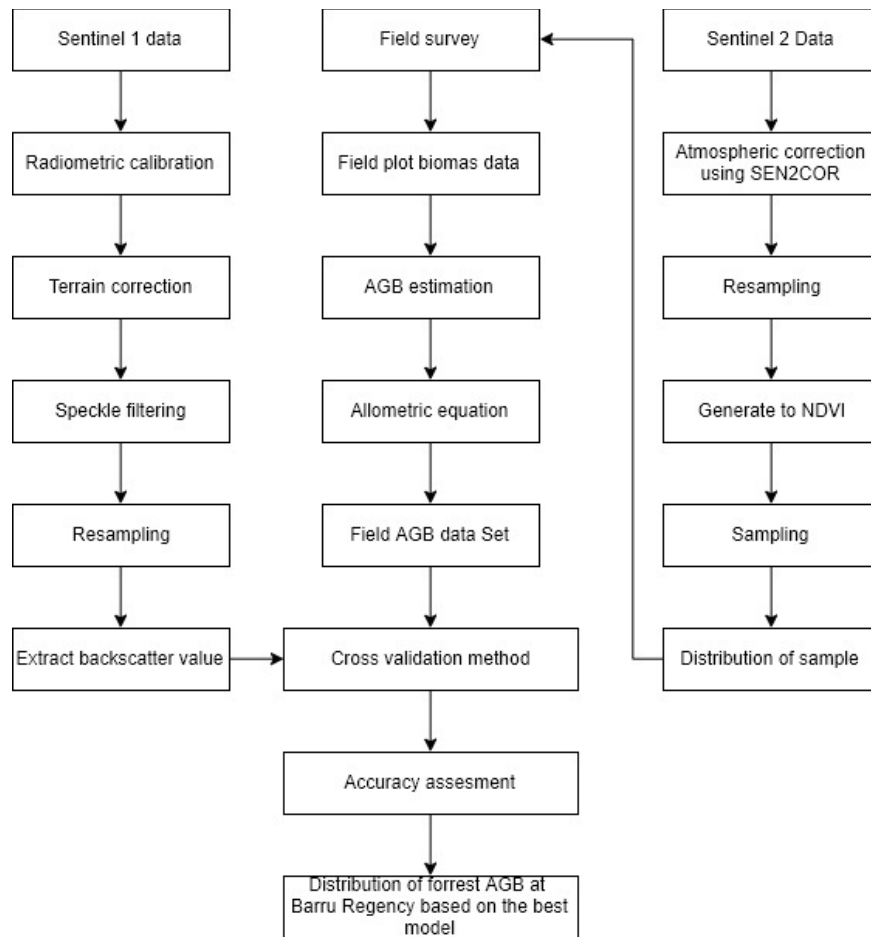 Sentinel 1 data
Field survey
Sentinel 2 Data
Radiometric calibration
Field plot biomas data
Atmospheric correction
using SEN2COR
Terrain correction
AGB estimation
Resampling
Speckle filtering
Allometric equation
Generate to NDVI
Resampling
Field AGB data Set
Sampling
Extract backscatter value
Cross validation method
Distribution of sample
Accuracy assesment
Distribution of forrest AGB at
Barru Regency based on the best
model